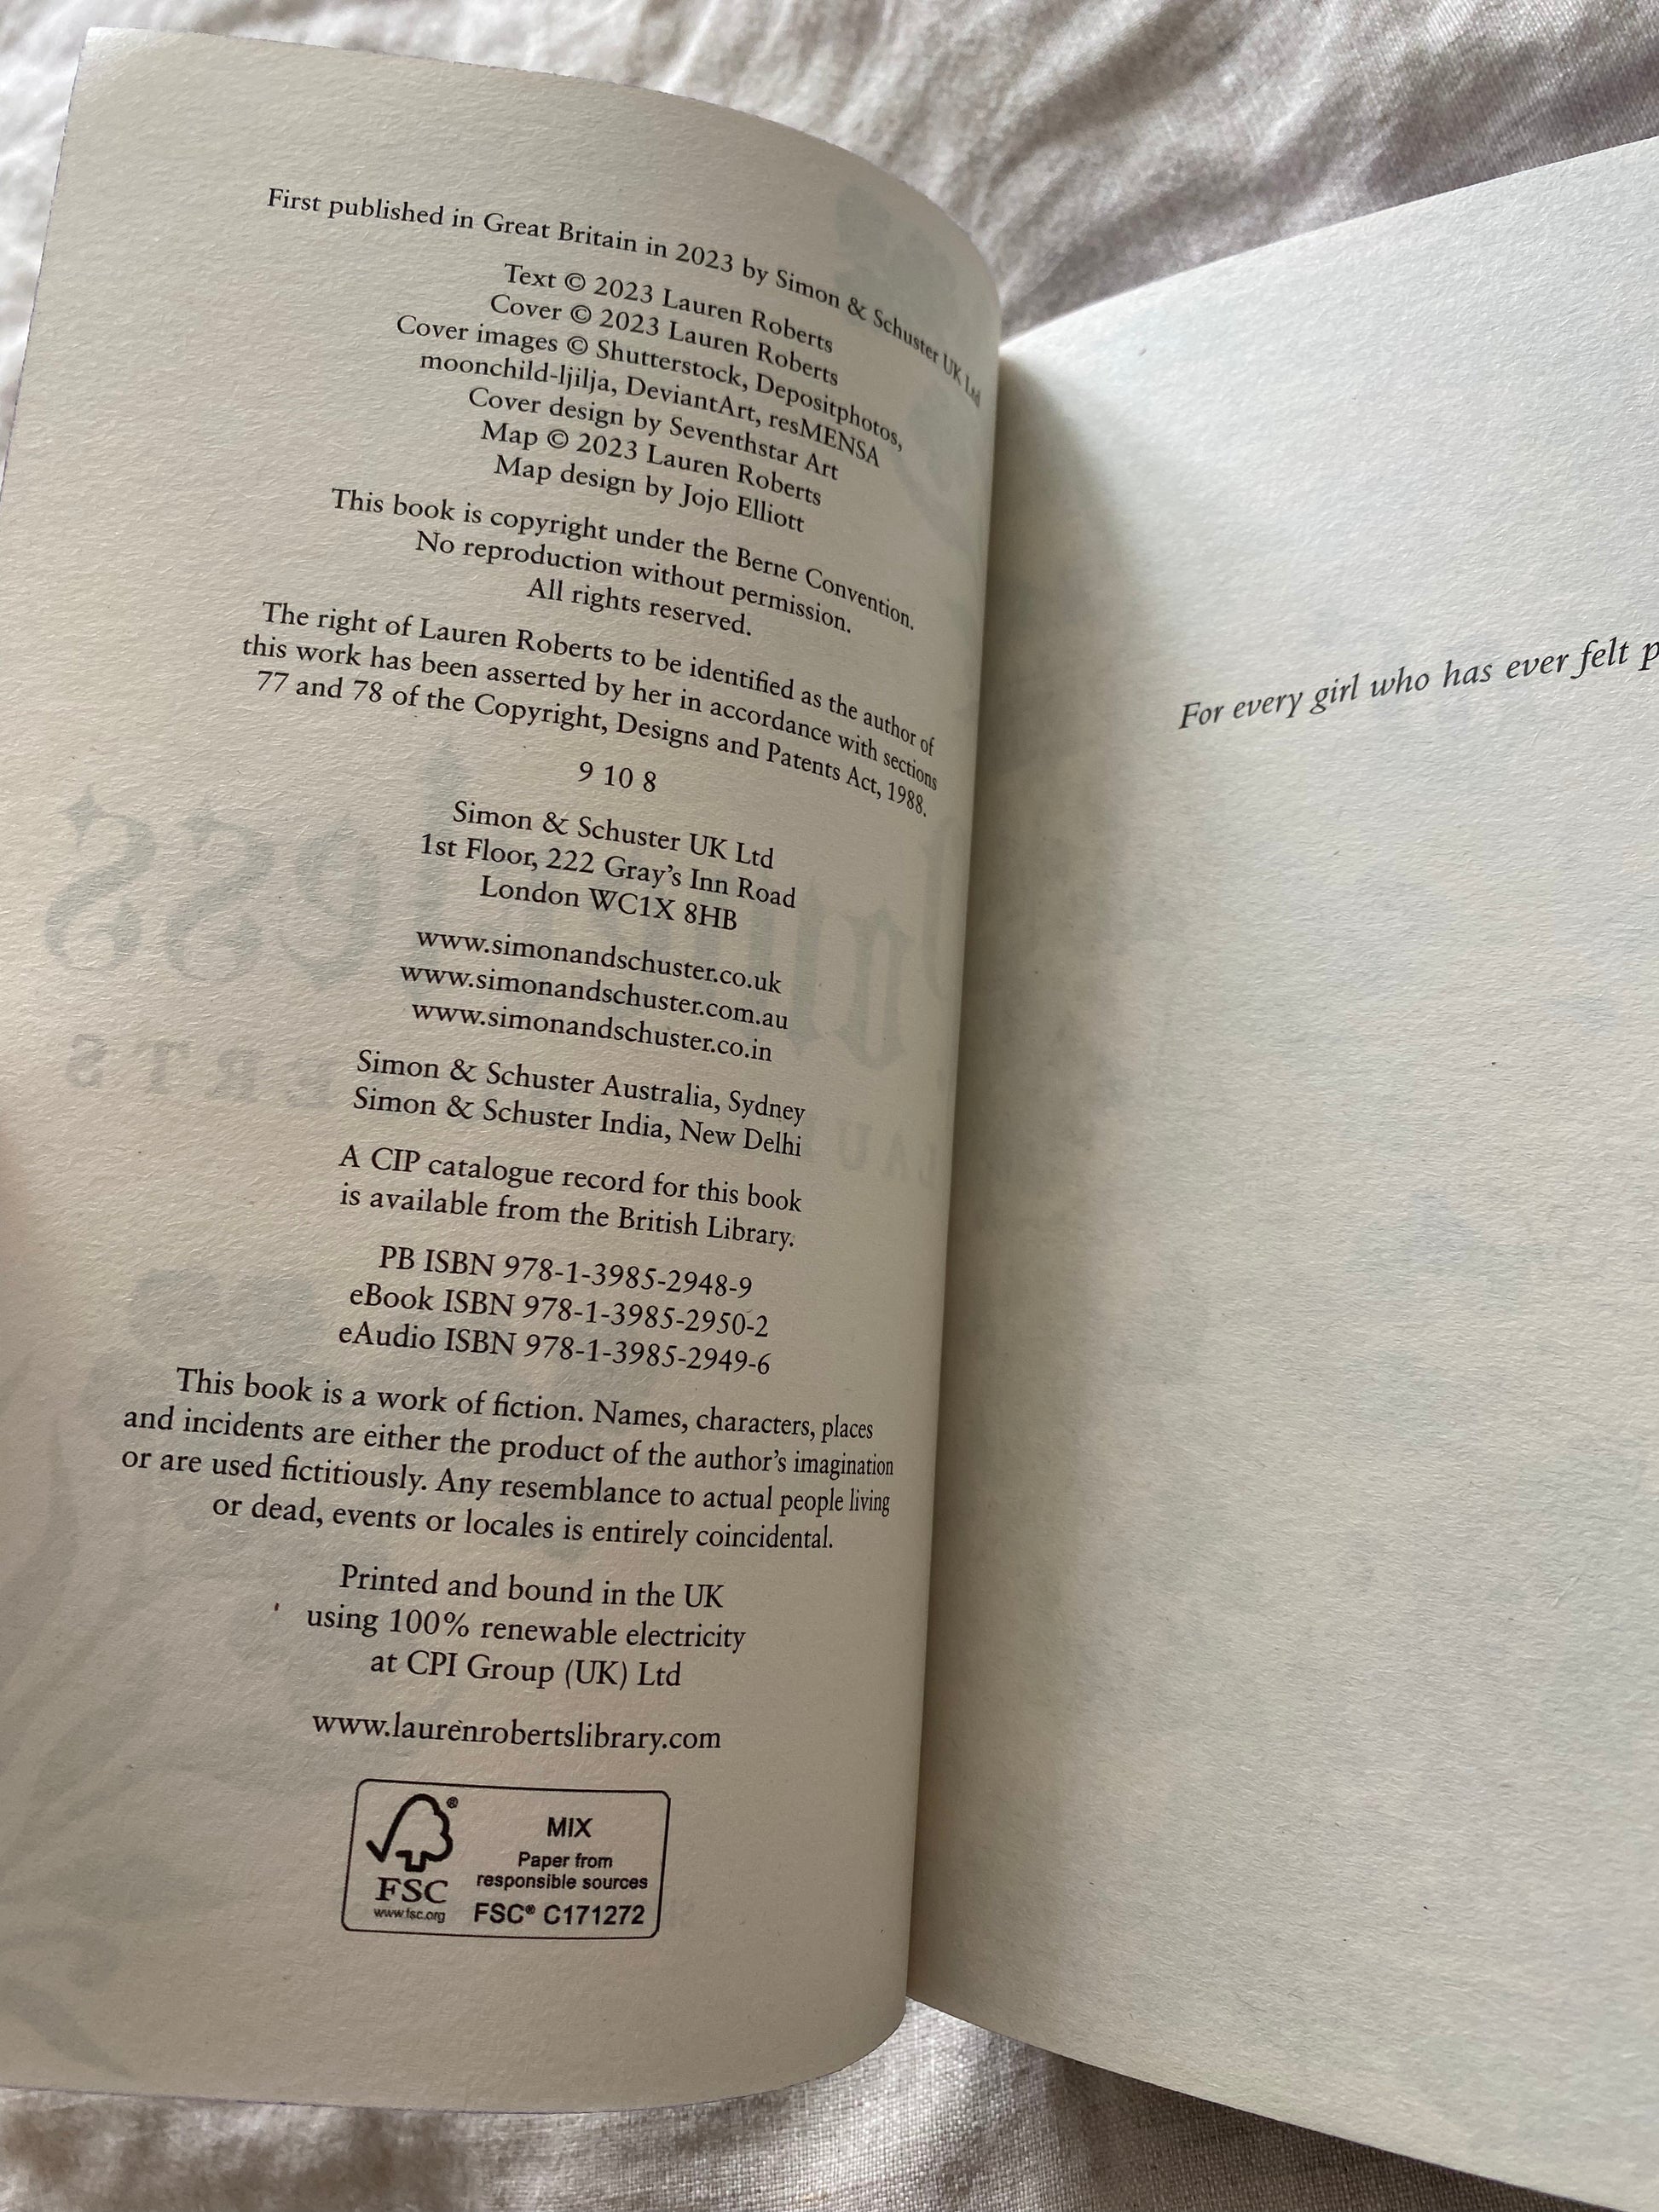 First published in Great Britain in 2023 by Simon & Schuster UK Ltd
Text © 2023 Lauren Roberts
Cover © 2023 Lauren Roberts
Cover images © Shutterstock, Depositphotos,
moonchild-ljilja, DeviantArt, resMENSA
Cover design by Seventhstar Art
Map © 2023 Lauren Roberts
Map design by Jojo Elliott
This book is copyright under the Berne Convention.
No reproduction without permission.
All rights reserved.
The right of Lauren Roberts to be identified as the author of
this work has been asserted by her in accordance with sections
77 and 78 of the Copyright, Designs and Patents Act, 1988.
9 10 8
Simon & Schuster UK Ltd
1st Floor, 222 Gray's Inn Road
London WC1X 8HB
www.simonandschuster.co.uk
www.simonandschuster.com.au
www.simonandschuster.co.in
Simon & Schuster Australia, Sydney
Simon & Schuster India, New Delhi
A CIP catalogue record for this book
is available from the British Library.
PB ISBN 978-1-3985-2948-9
eBook ISBN 978-1-3985-2950-2
eAudio ISBN 978-1-3985-2949-6
This book is a work of fiction. Names, characters, places
and incidents are either the product of the author's imagination
or are used fictitiously. Any resemblance to actual people living
or dead, events or locales is entirely coincidental.
Printed and bound in the UK
using 100% renewable electricity
at CPI Group (UK) Ltd
www.laurenrobertslibrary.com
FSC
www.fsc.org
MIX
Paper from
responsible sources
FSC® C171272
For every girl who has ever felt